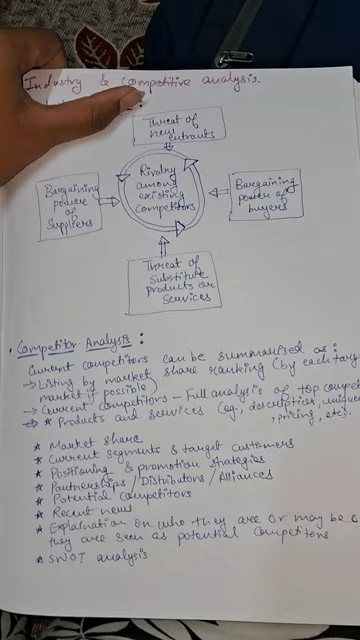 Industry & competitive analysis.
Threat of
new
entrants
Rivalry
among
existing
competitors
Bargaining
power
of
Suppliers
Bargaining
power of
buyers
Threat of
Substitute
Products or
Services
• Competitor Analysis :
Current competitors can be summarised as :
→ Listing by market share ranking (by each target
market if possible)
→ Current competitors – Full analysis of top
* Products and services (eg., description,
pricing, etc.
* Market share
* Current segments & target customers
* Positioning & promotion strategies
* Partnerships / Distributors / Alliances
* Potential competitors
* Recent news
* Explaination on who they are or may be
they are seen as potential competitors
* SWOT analysis